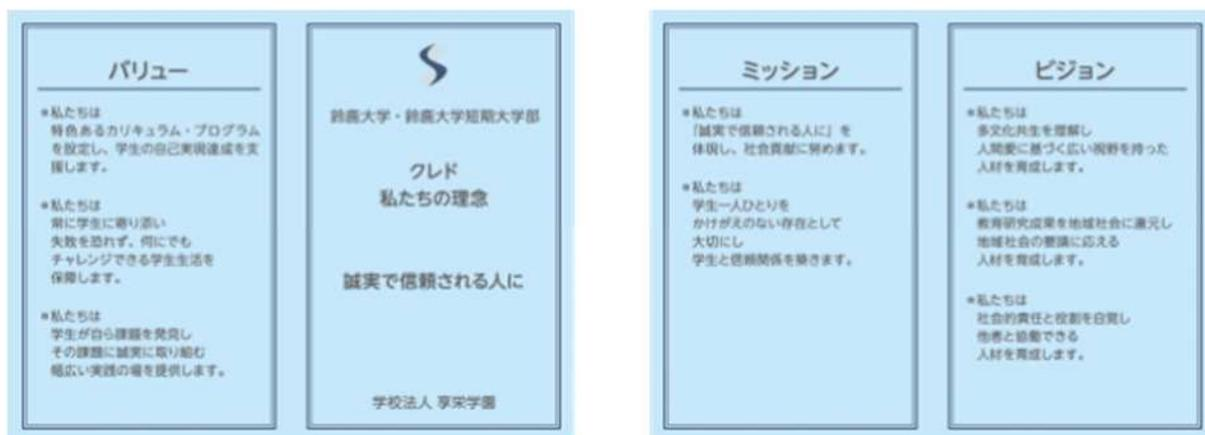 バリュー
*私たちは
特色あるカリキュラム・プログラム
を設定し、学生の自己実現達成を支
援します。
*私たちは
常に学生に寄り添い
失敗を恐れず、何にでも
チャレンジできる学生生活を
保障します。
*私たちは
学生が自ら課題を発見し
その課題に誠実に取り組む
幅広い実践の場を提供します。
鈴鹿大学・鈴鹿大学短期大学部
クレド
私たちの理念
誠実で信頼される人に
学校法人 享栄学園
ミッション
*私たちは
「誠実で信頼される人に」を
体現し、社会貢献に努めます。
*私たちは
学生一人ひとりを
かけがえのない存在として
大切にし
学生と信頼関係を築きます。
ビジョン
*私たちは
多文化共生を理解し
人間愛に基づく広い視野を持った
人材を育成します。
*私たちは
教育研究成果を地域社会に還元し
地域社会の要請に応える
人材を育成します。
*私たちは
社会的責任と役割を自覚し
他者と協働できる
人材を育成します。